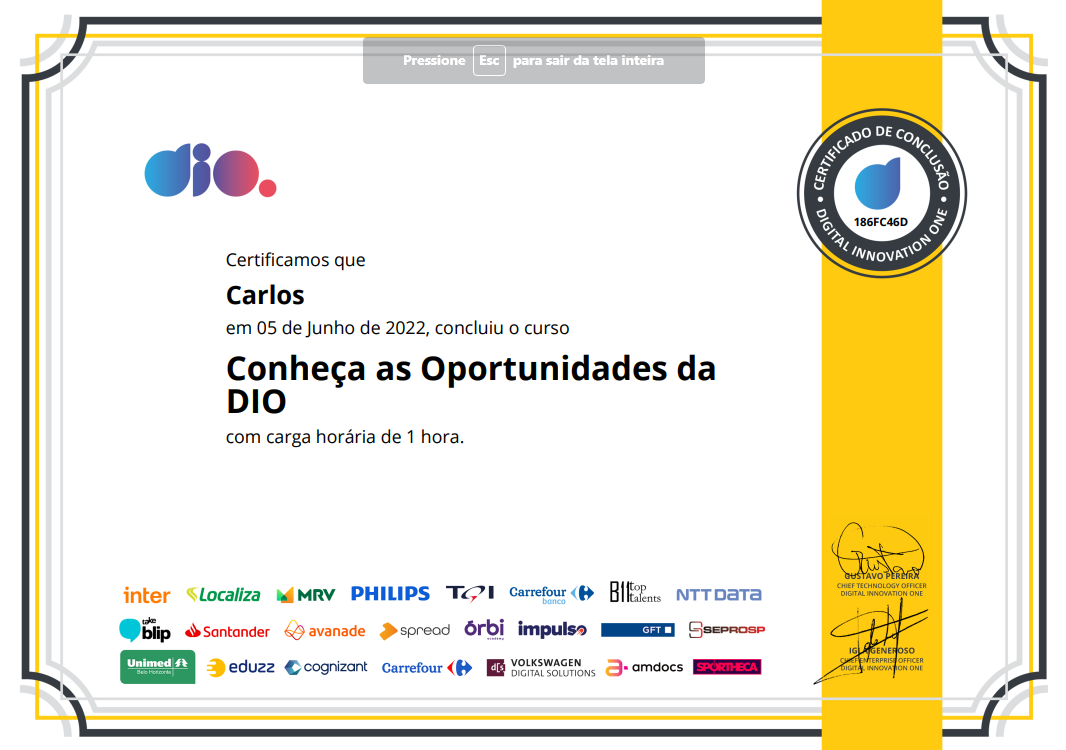 Pressione Esc para sair da tela inteira
dio.
CERTIFICADO DE CONCLUSÃO
186FC46D
DIGITAL INNOVATION ONE
Certificamos que
Carlos
em 05 de Junho de 2022, concluiu o curso
Conheça as Oportunidades da
DIO
com carga horária de 1 hora.
GUSTAVO PEREIRA
CHIEF TECHNOLOGY OFFICER
DIGITAL INNOVATION ONE
inter Localiza MRV PHILIPS TQI Carrefour banco B11 top talents NTT DATA
take blip Santander avanade spread órbi academy impulso GFT SEPROSP
IGL GENEROSO
CHIEF ENTERPRISE OFFICER
DIGITAL INNOVATION ONE
Unimed Belo Horizonte eduzz cognizant Carrefour d[s VOLKSWAGEN DIGITAL SOLUTIONS amdocs SPORTHECA